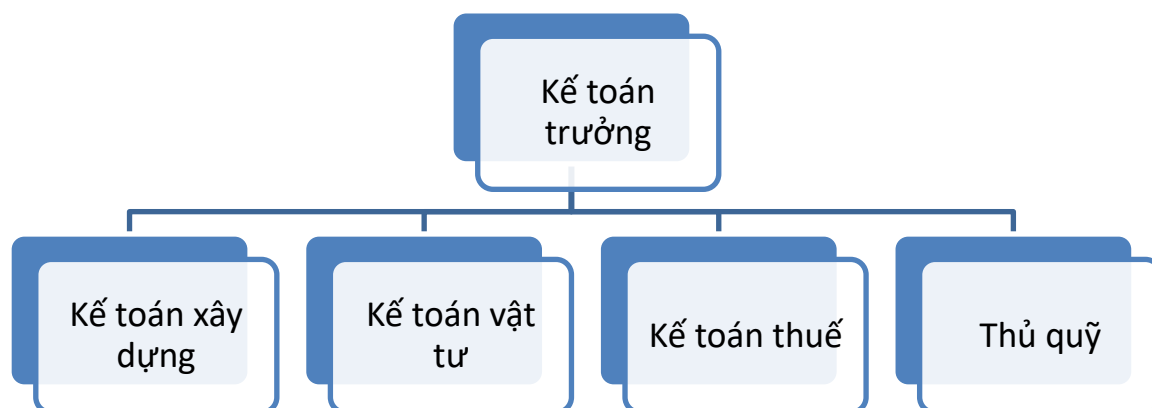 Kế toán
trưởng
Kế toán xây
dựng
Kế toán vật
tư
Kế toán thuế
Thủ quỹ